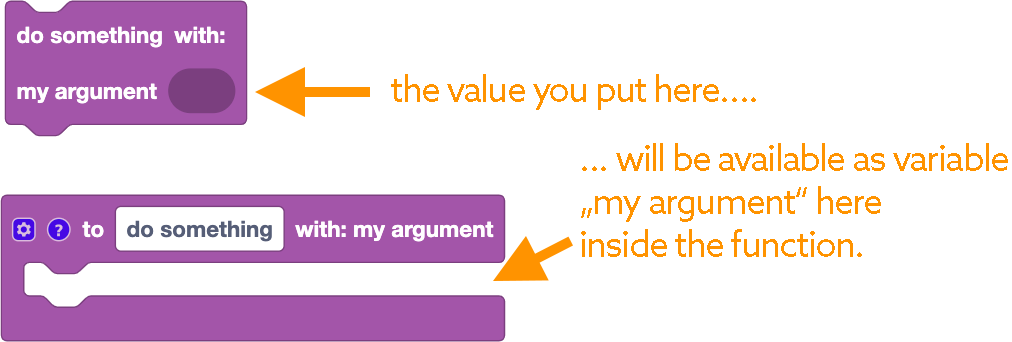 do something with:
my argument
the value you put here....
... will be available as variable
„my argument“ here
inside the function.
? to do something with: my argument